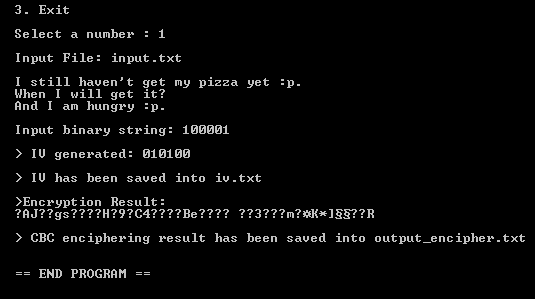 3. Exit
Select a number : 1
Input File: input.txt
I still haven't get my pizza yet :p.
When I will get it?
And I am hungry :p.
Input binary string: 100001
> IV generated: 010100
> IV has been saved into iv.txt
>Encryption Result:
?AJ??gs????H?9?C4????Be???? ??3???m?☼K*]§§??R
> CBC enciphering result has been saved into output_encipher.txt
== END PROGRAM ==